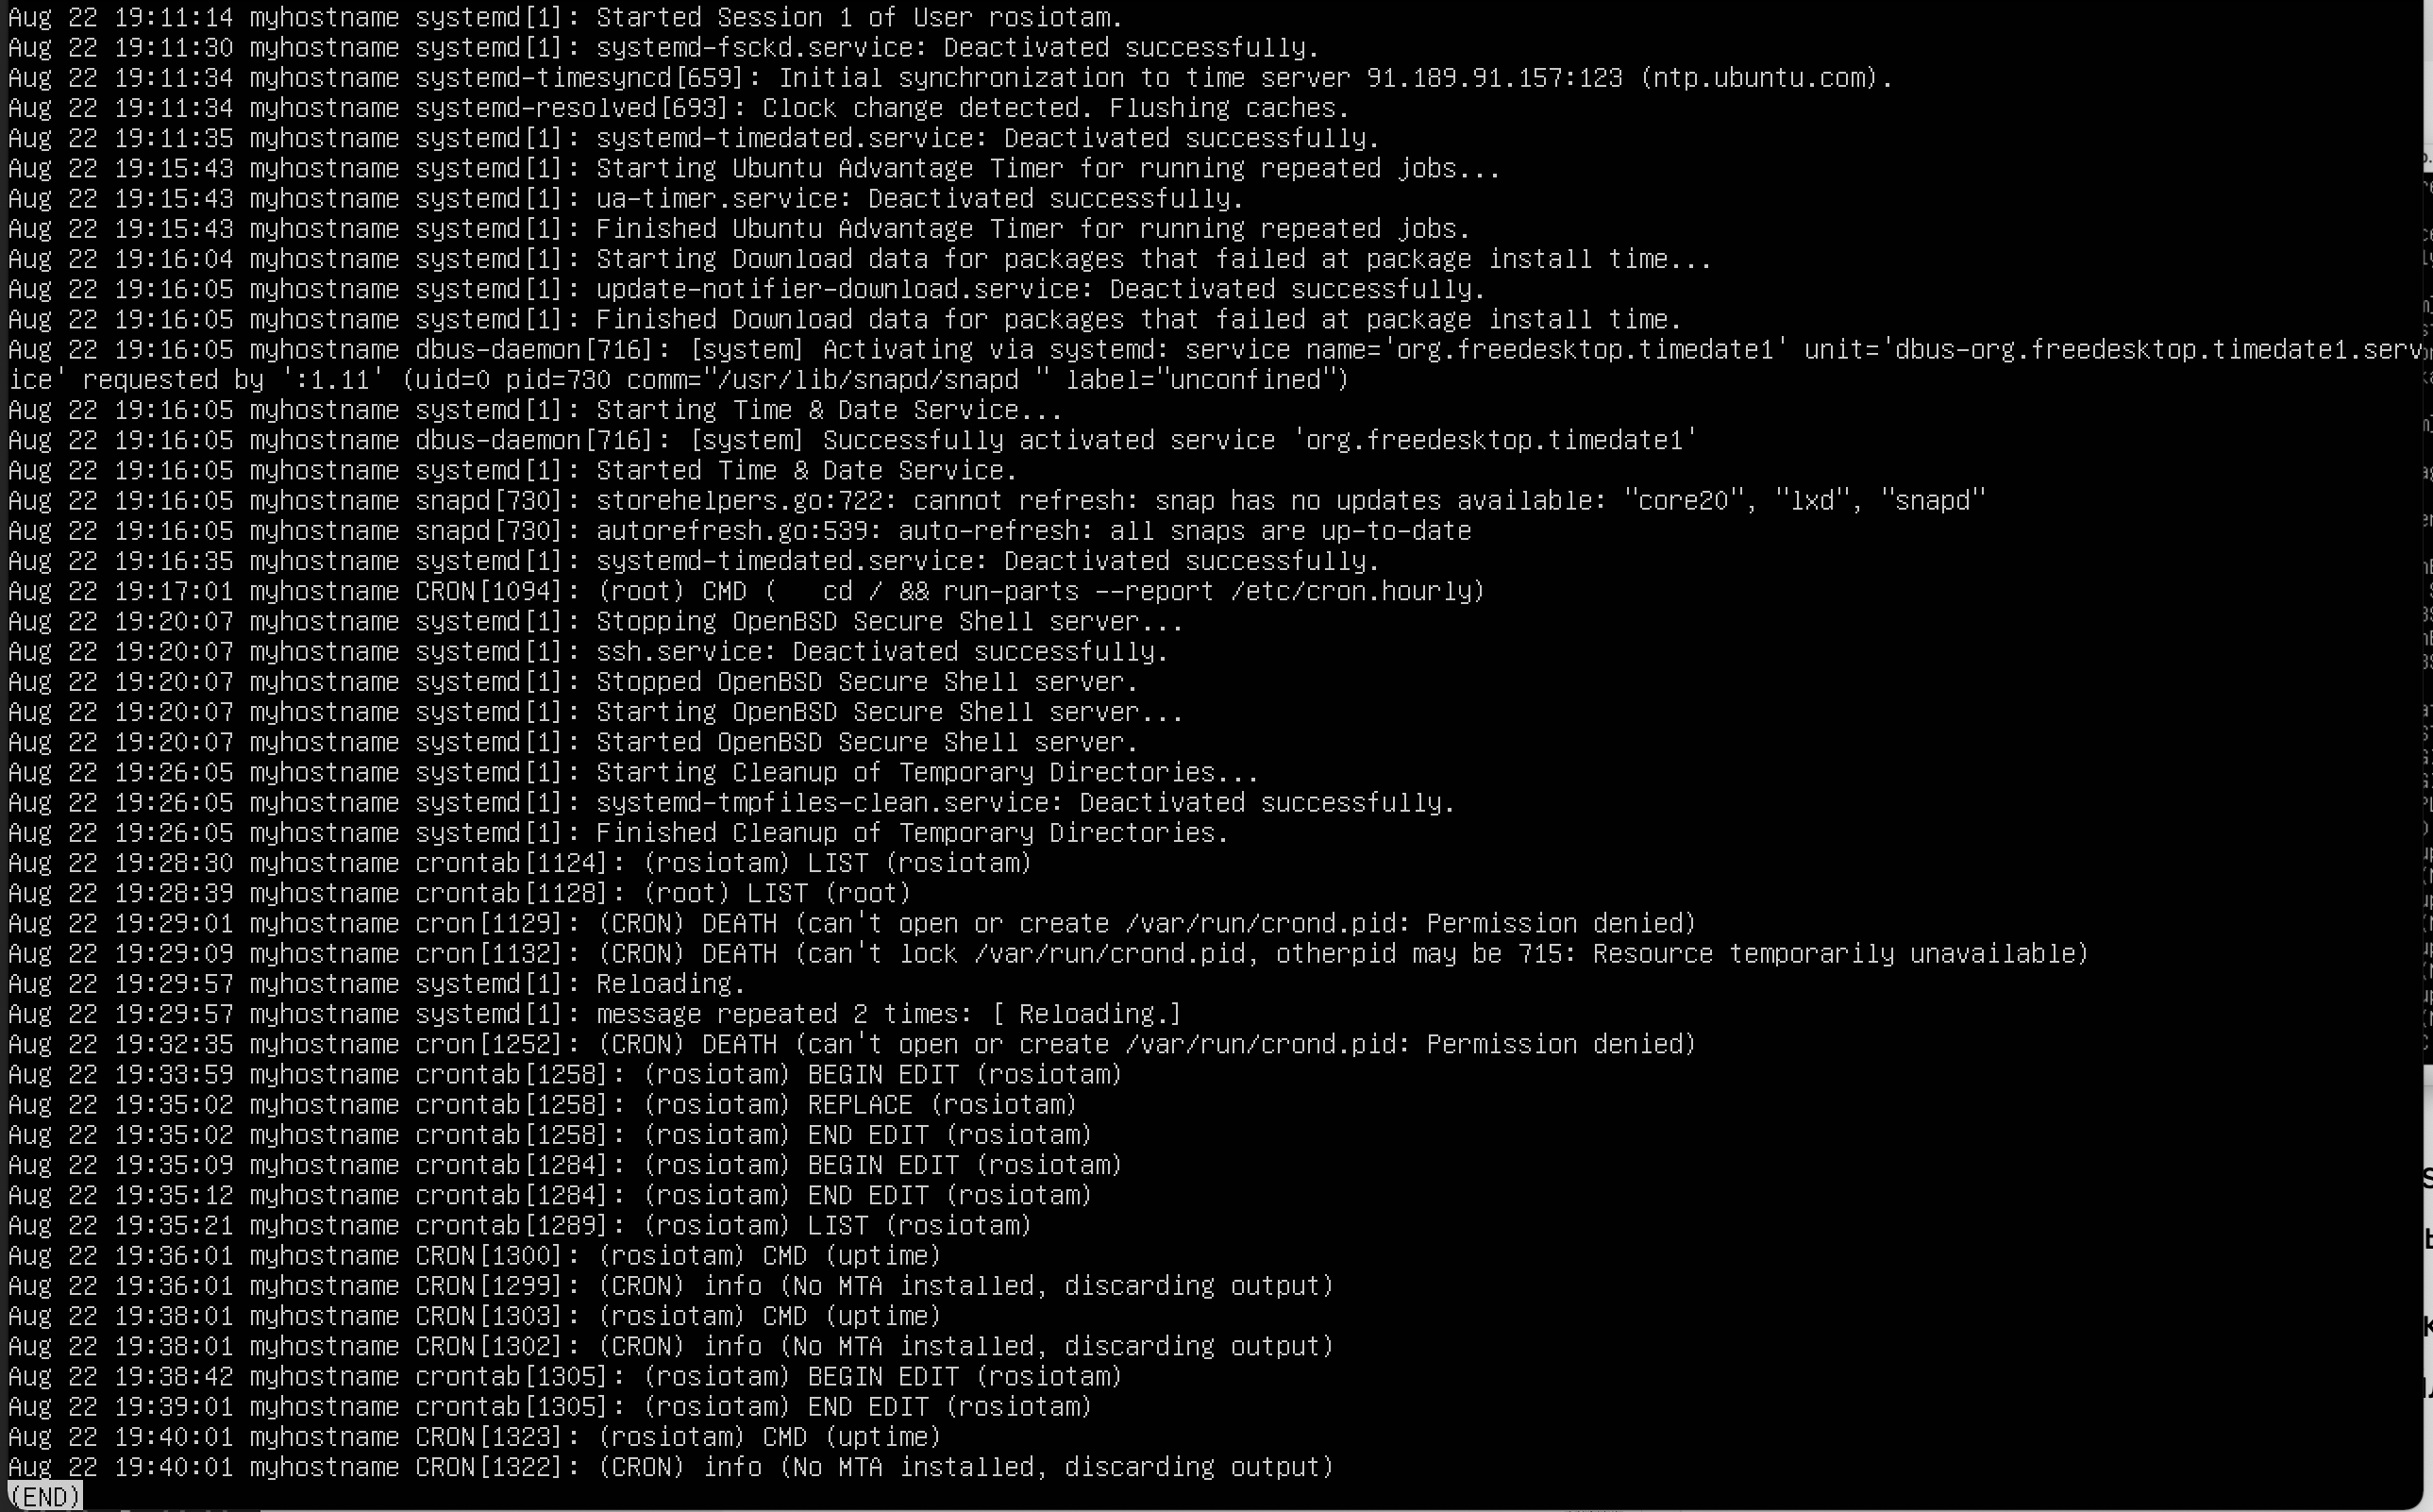 Aug 22 19:11:14 myhostname systemd[1]: Started Session 1 of User rosiotam.
Aug 22 19:11:30 myhostname systemd[1]: systemd-fsckd.service: Deactivated successfully.
Aug 22 19:11:34 myhostname systemd-timesyncd[659]: Initial synchronization to time server 91.189.91.157:123 (ntp.ubuntu.com).
Aug 22 19:11:34 myhostname systemd-resolved[693]: Clock change detected. Flushing caches.
Aug 22 19:11:35 myhostname systemd[1]: systemd-timedated.service: Deactivated successfully.
Aug 22 19:15:43 myhostname systemd[1]: Starting Ubuntu Advantage Timer for running repeated jobs...
Aug 22 19:15:43 myhostname systemd[1]: ua-timer.service: Deactivated successfully.
Aug 22 19:15:43 myhostname systemd[1]: Finished Ubuntu Advantage Timer for running repeated jobs.
Aug 22 19:16:04 myhostname systemd[1]: Starting Download data for packages that failed at package install time...
Aug 22 19:16:05 myhostname systemd[1]: update-notifier-download.service: Deactivated successfully.
Aug 22 19:16:05 myhostname systemd[1]: Finished Download data for packages that failed at package install time.
Aug 22 19:16:05 myhostname dbus-daemon[716]: [system] Activating via systemd: service name='org.freedesktop.timedate1' unit='dbus-org.freedesktop.timedate1.serv
ice' requested by ':1.11' (uid=0 pid=730 comm="/usr/lib/snapd/snapd " label="unconfined")
Aug 22 19:16:05 myhostname systemd[1]: Starting Time & Date Service...
Aug 22 19:16:05 myhostname dbus-daemon[716]: [system] Successfully activated service 'org.freedesktop.timedate1'
Aug 22 19:16:05 myhostname systemd[1]: Started Time & Date Service.
Aug 22 19:16:05 myhostname snapd[730]: storehelpers.go:722: cannot refresh: snap has no updates available: "core20", "lxd", "snapd"
Aug 22 19:16:05 myhostname snapd[730]: autorefresh.go:539: auto-refresh: all snaps are up-to-date
Aug 22 19:16:35 myhostname systemd[1]: systemd-timedated.service: Deactivated successfully.
Aug 22 19:17:01 myhostname CRON[1094]: (root) CMD (   cd / && run-parts --report /etc/cron.hourly)
Aug 22 19:20:07 myhostname systemd[1]: Stopping OpenBSD Secure Shell server...
Aug 22 19:20:07 myhostname systemd[1]: ssh.service: Deactivated successfully.
Aug 22 19:20:07 myhostname systemd[1]: Stopped OpenBSD Secure Shell server.
Aug 22 19:20:07 myhostname systemd[1]: Starting OpenBSD Secure Shell server...
Aug 22 19:20:07 myhostname systemd[1]: Started OpenBSD Secure Shell server.
Aug 22 19:26:05 myhostname systemd[1]: Starting Cleanup of Temporary Directories...
Aug 22 19:26:05 myhostname systemd[1]: systemd-tmpfiles-clean.service: Deactivated successfully.
Aug 22 19:26:05 myhostname systemd[1]: Finished Cleanup of Temporary Directories.
Aug 22 19:28:30 myhostname crontab[1124]: (rosiotam) LIST (rosiotam)
Aug 22 19:28:39 myhostname crontab[1128]: (root) LIST (root)
Aug 22 19:29:01 myhostname cron[1129]: (CRON) DEATH (can't open or create /var/run/crond.pid: Permission denied)
Aug 22 19:29:09 myhostname cron[1132]: (CRON) DEATH (can't lock /var/run/crond.pid, otherpid may be 715: Resource temporarily unavailable)
Aug 22 19:29:57 myhostname systemd[1]: Reloading.
Aug 22 19:29:57 myhostname systemd[1]: message repeated 2 times: [ Reloading.]
Aug 22 19:32:35 myhostname cron[1252]: (CRON) DEATH (can't open or create /var/run/crond.pid: Permission denied)
Aug 22 19:33:59 myhostname crontab[1258]: (rosiotam) BEGIN EDIT (rosiotam)
Aug 22 19:35:02 myhostname crontab[1258]: (rosiotam) REPLACE (rosiotam)
Aug 22 19:35:02 myhostname crontab[1258]: (rosiotam) END EDIT (rosiotam)
Aug 22 19:35:09 myhostname crontab[1284]: (rosiotam) BEGIN EDIT (rosiotam)
Aug 22 19:35:12 myhostname crontab[1284]: (rosiotam) END EDIT (rosiotam)
Aug 22 19:35:21 myhostname crontab[1289]: (rosiotam) LIST (rosiotam)
Aug 22 19:36:01 myhostname CRON[1300]: (rosiotam) CMD (uptime)
Aug 22 19:36:01 myhostname CRON[1299]: (CRON) info (No MTA installed, discarding output)
Aug 22 19:38:01 myhostname CRON[1303]: (rosiotam) CMD (uptime)
Aug 22 19:38:01 myhostname CRON[1302]: (CRON) info (No MTA installed, discarding output)
Aug 22 19:38:42 myhostname crontab[1305]: (rosiotam) BEGIN EDIT (rosiotam)
Aug 22 19:39:01 myhostname crontab[1305]: (rosiotam) END EDIT (rosiotam)
Aug 22 19:40:01 myhostname CRON[1323]: (rosiotam) CMD (uptime)
Aug 22 19:40:01 myhostname CRON[1322]: (CRON) info (No MTA installed, discarding output)
(END)